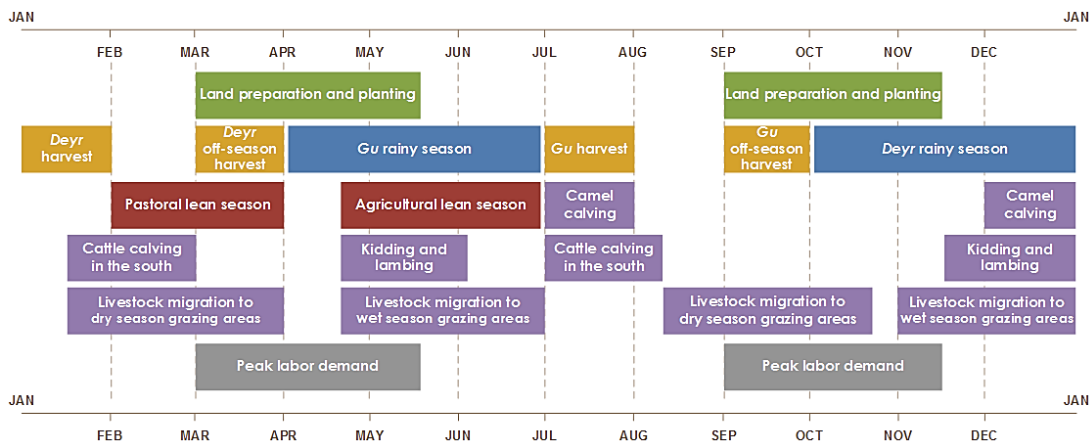 JAN JAN
FEB MAR APR MAY JUN JUL AUG SEP OCT NOV DEC
Land preparation and planting
Land preparation and planting
Deyr
harvest
Deyr
off-season
harvest
Gu rainy season
Gu harvest
Gu
off-season
harvest
Deyr rainy season
Pastoral lean season
Agricultural lean season
Camel
calving
Camel
calving
Cattle calving
in the south
Kidding and
lambing
Cattle calving
in the south
Kidding and
lambing
Livestock migration to
dry season grazing areas
Livestock migration to
wet season grazing areas
Livestock migration to
dry season grazing areas
Livestock migration to
wet season grazing areas
Peak labor demand
Peak labor demand
JAN JAN
FEB MAR APR MAY JUN JUL AUG SEP OCT NOV DEC